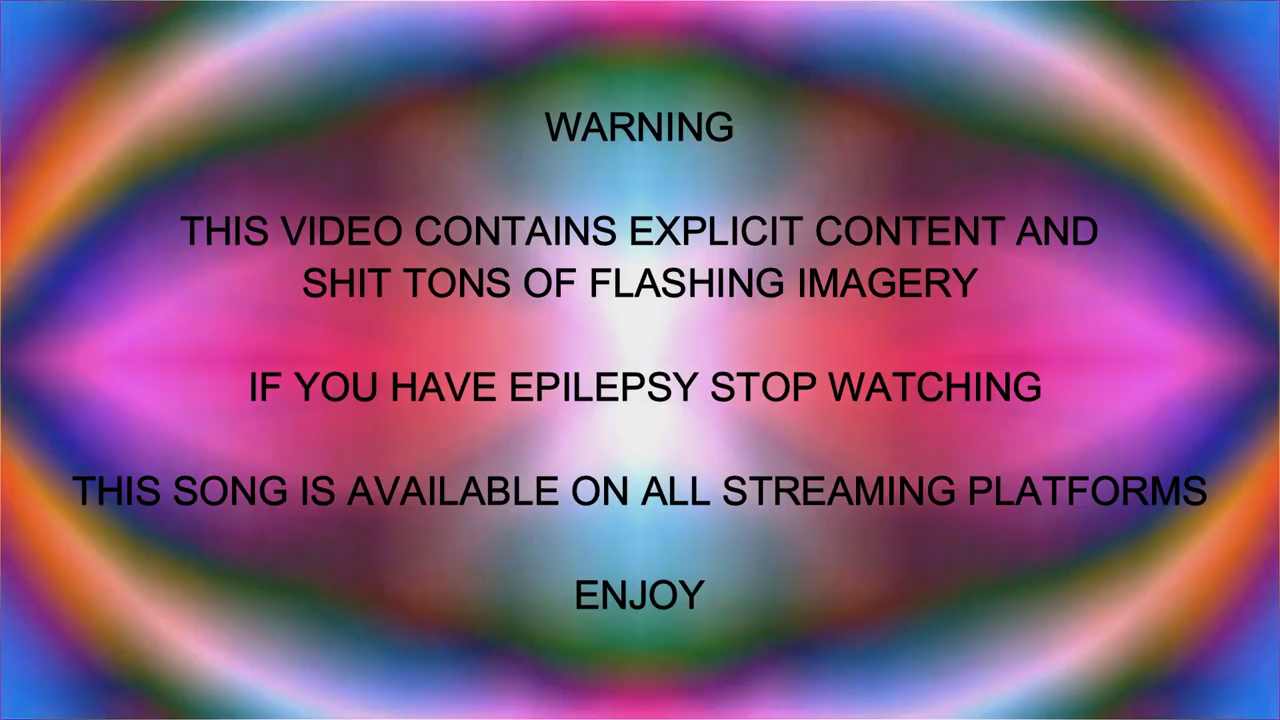 WARNING
THIS VIDEO CONTAINS EXPLICIT CONTENT AND
SHIT TONS OF FLASHING IMAGERY
IF YOU HAVE EPILEPSY STOP WATCHING
THIS SONG IS AVAILABLE ON ALL STREAMING PLATFORMS
ENJOY